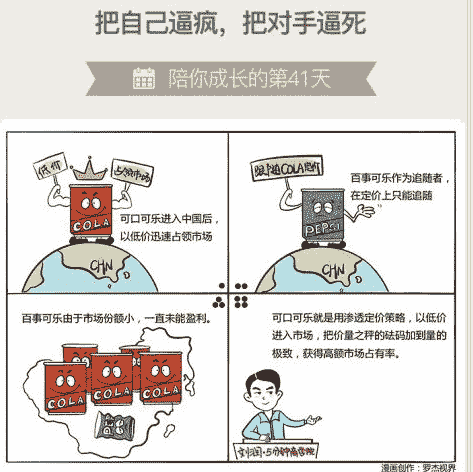 把自己逼疯，把对手逼死
陪你成长的第41天
低价
占领市场
COLA
CHN
可口可乐进入中国后，
以低价迅速占领市场
跟随COLA定价
PEPSI
CHN
百事可乐作为追随者，
在定价上只能追随
百事可乐由于市场份额小，一直未能盈利。
COLA
COLA
COLA
可口可乐就是用渗透定价策略，以低价
进入市场，把价量之秤的砝码加到量的
极致，获得高额市场占有率。
刘润·5分钟商学院
漫画创作：罗杰视界